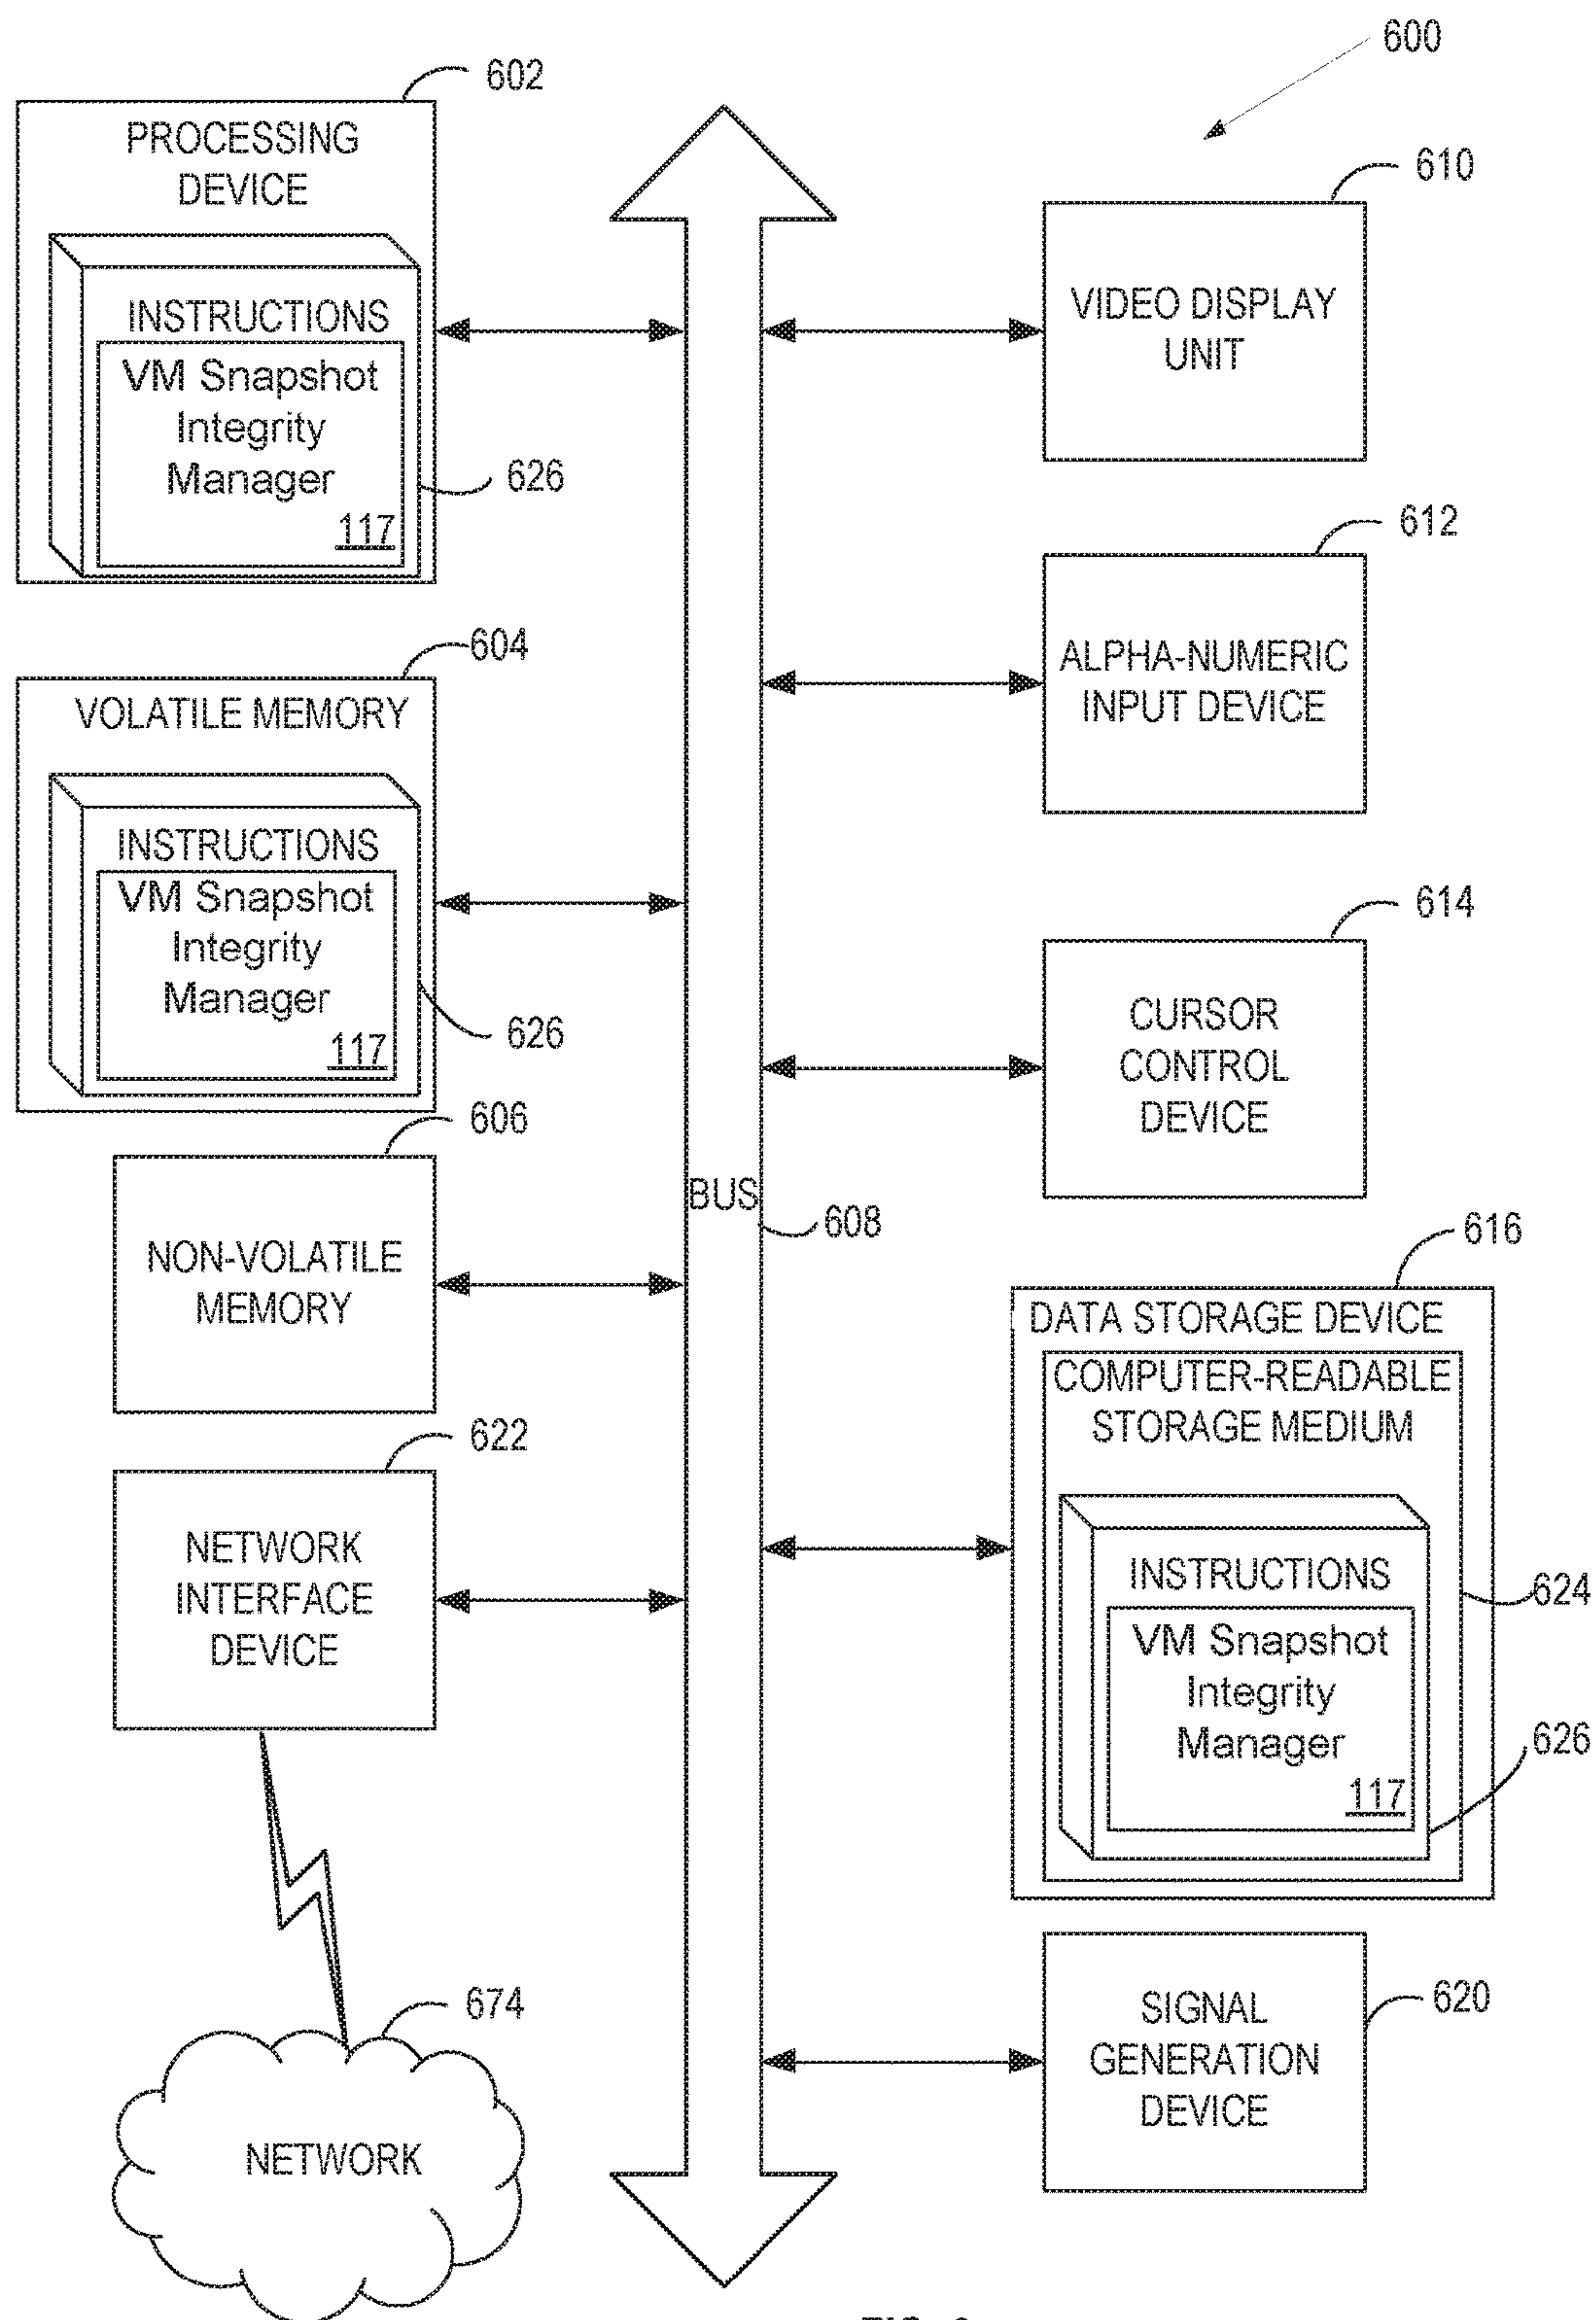 600
602
PROCESSING
DEVICE
INSTRUCTIONS
VM Snapshot
Integrity
Manager
117
626
604
VOLATILE MEMORY
INSTRUCTIONS
VM Snapshot
Integrity
Manager
117
626
606
NON-VOLATILE
MEMORY
622
NETWORK
INTERFACE
DEVICE
674
NETWORK
BUS
608
610
VIDEO DISPLAY
UNIT
612
ALPHA-NUMERIC
INPUT DEVICE
614
CURSOR
CONTROL
DEVICE
616
DATA STORAGE DEVICE
COMPUTER-READABLE
STORAGE MEDIUM
INSTRUCTIONS
VM Snapshot
Integrity
Manager
117
624
626
620
SIGNAL
GENERATION
DEVICE